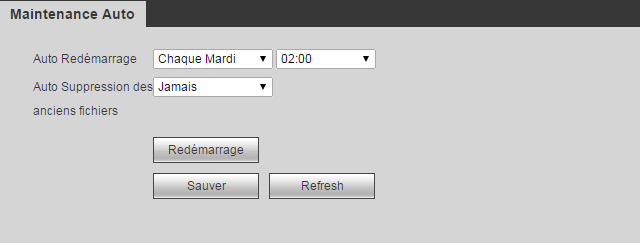 Maintenance Auto
Auto Redémarrage Chaque Mardi 02:00
Auto Suppression des Jamais
anciens fichiers
Redémarrage
Sauver Refresh